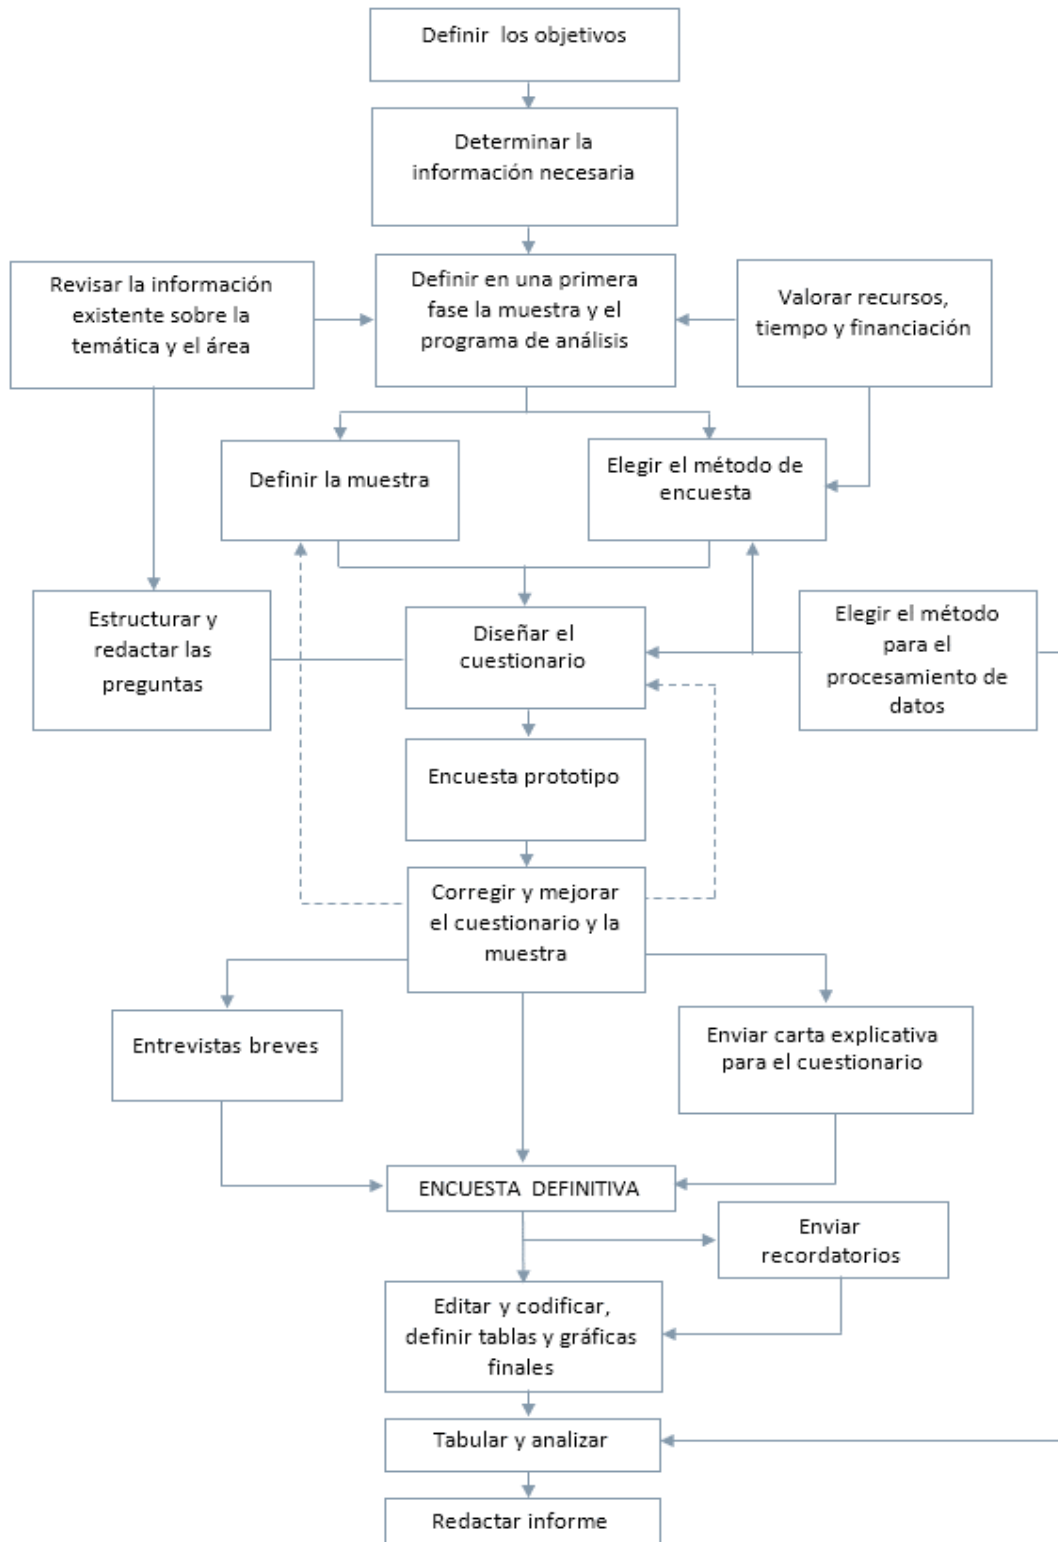 Definir los objetivos
Determinar la
información necesaria
Revisar la información
existente sobre la
temática y el área
Definir en una primera
fase la muestra y el
programa de análisis
Valorar recursos,
tiempo y financiación
Definir la muestra
Elegir el método de
encuesta
Estructurar y
redactar las
preguntas
Diseñar el
cuestionario
Elegir el método
para el
procesamiento de
datos
Encuesta prototipo
Corregir y mejorar
el cuestionario y la
muestra
Entrevistas breves
Enviar carta explicativa
para el cuestionario
ENCUESTA DEFINITIVA
Enviar
recordatorios
Editar y codificar,
definir tablas y gráficas
finales
Tabular y analizar
Redactar informe